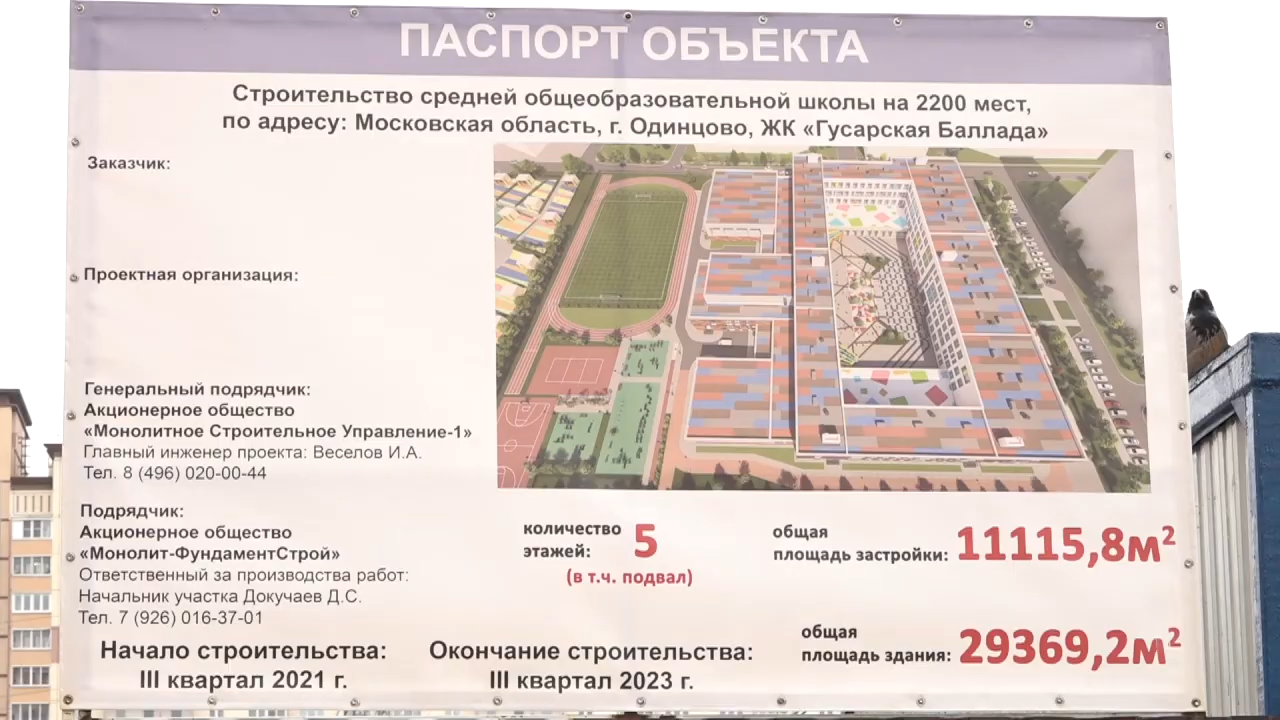 ПАСПОРТ ОБЪЕКТА
Строительство средней общеобразовательной школы на 2200 мест,
по адресу: Московская область, г. Одинцово, ЖК «Гусарская Баллада»
Заказчик:
Проектная организация:
Генеральный подрядчик:
Акционерное общество
«Монолитное Строительное Управление-1»
Главный инженер проекта: Веселов И.А.
Тел. 8 (496) 020-00-44
Подрядчик:
Акционерное общество
«Монолит-ФундаментСтрой»
Ответственный за производства работ:
Начальник участка Докучаев Д.С.
Тел. 7 (926) 016-37-01
Начало строительства:
III квартал 2021 г.
Окончание строительства:
III квартал 2023 г.
количество
этажей: 5
(в т.ч. подвал)
общая
площадь застройки: 11115,8м²
общая
площадь здания: 29369,2м²